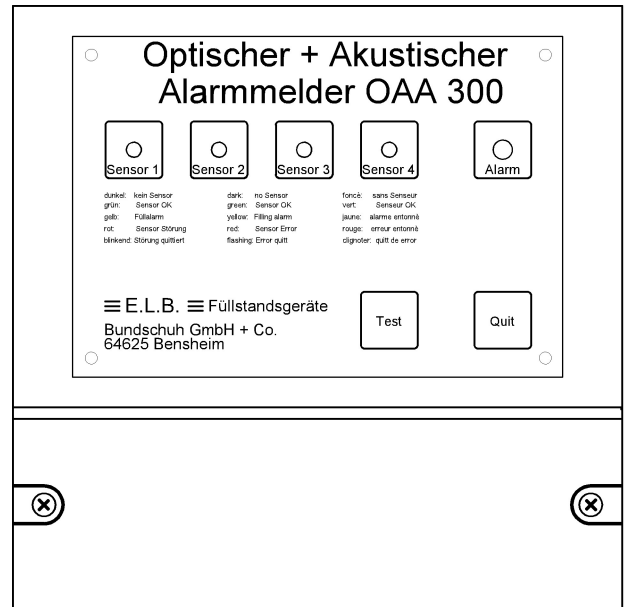 Optischer + Akustischer
Alarmmelder OAA 300
Sensor 1 Sensor 2 Sensor 3 Sensor 4 Alarm
dunkel: kein Sensor dark: no Sensor foncè: sans Senseur
grün: Sensor OK green: Sensor OK vert: Senseur OK
gelb: Füllalarm yellow: Filling alarm jaune: alarme entonnè
rot: Sensor Störung red: Sensor Error rouge: erreur entonnè
blinkend: Störung quittiert flashing: Error quitt clignoter: quitt de error
E.L.B. Füllstandsgeräte
Bundschuh GmbH + Co.
64625 Bensheim
Test Quit